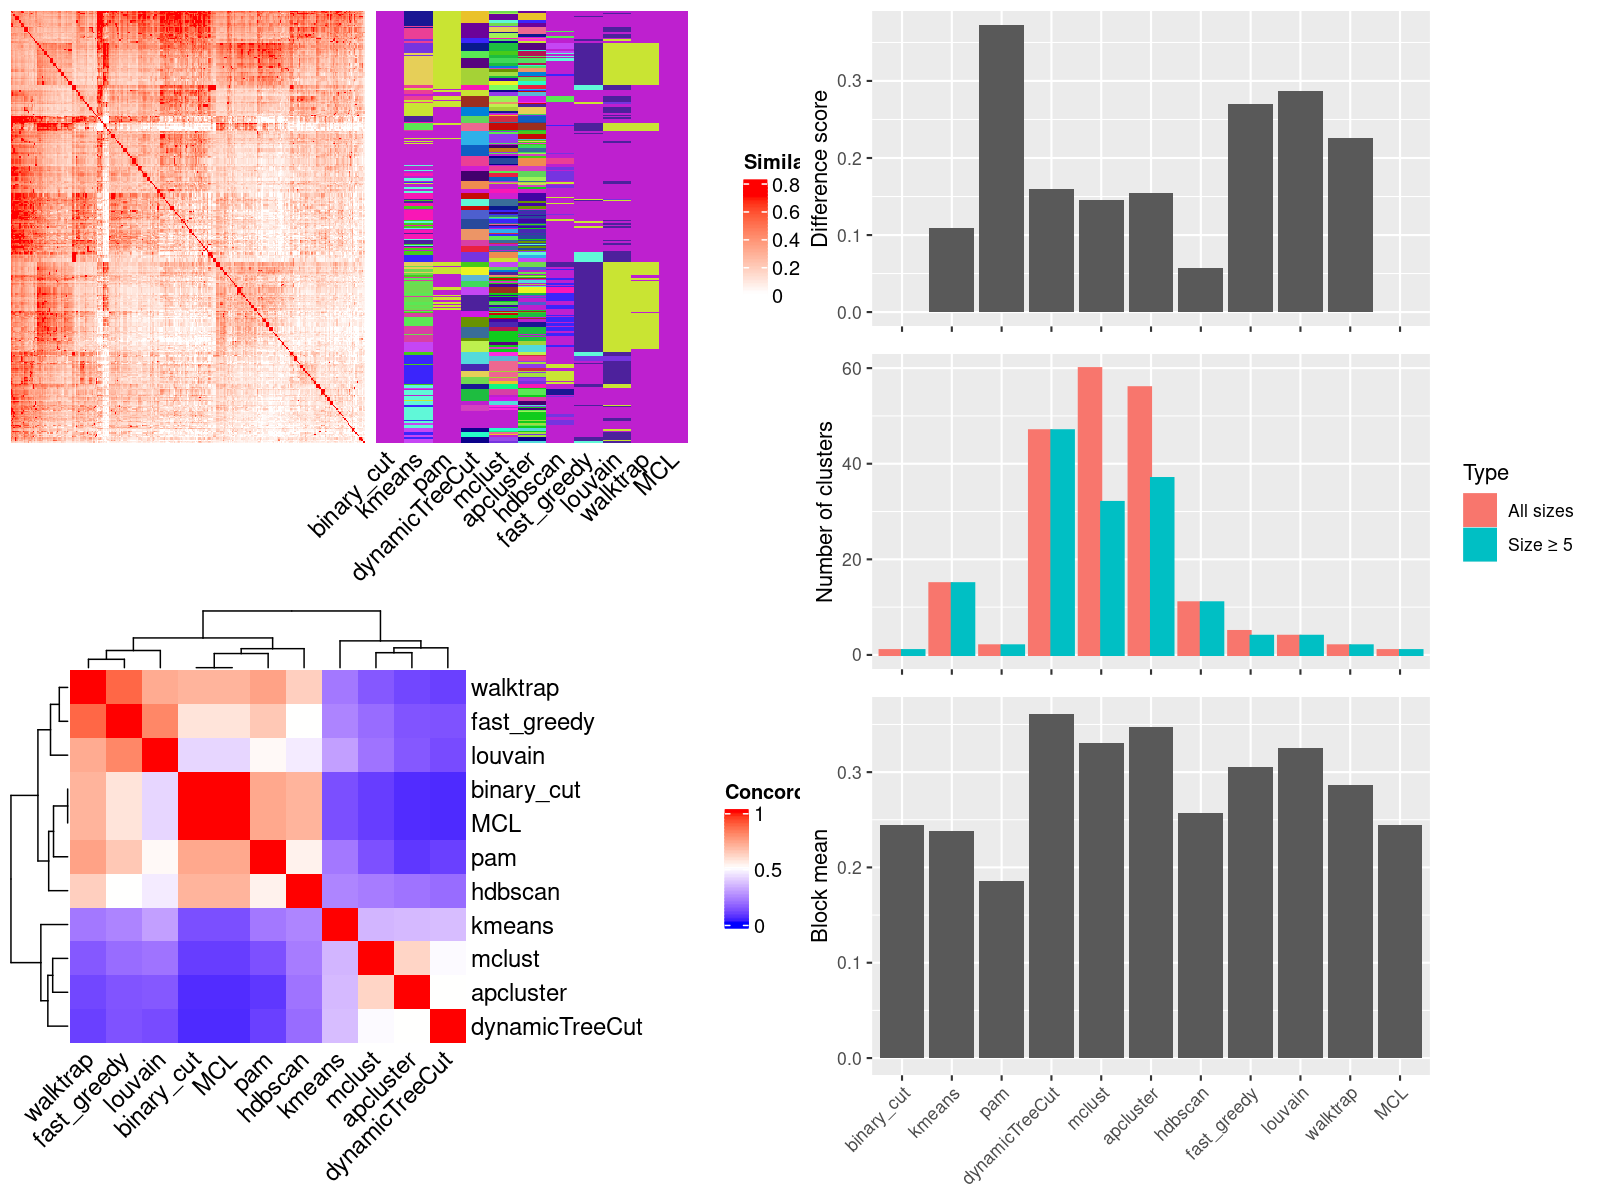 Simila
0.8
0.6
0.4
0.2
0
binary_cut
kmeans
pam
dynamicTreeCut
mclust
apcluster
hdbscan
fast_greedy
louvain
walktrap
MCL
walktrap
fast_greedy
louvain
binary_cut
MCL
pam
hdbscan
kmeans
mclust
apcluster
dynamicTreeCut
walktrap
fast_greedy
louvain
binary_cut
MCL
pam
hdbscan
kmeans
mclust
apcluster
dynamicTreeCut
Concord
1
0.5
0
Difference score
0.3
0.2
0.1
0.0
Number of clusters
60
40
20
0
Type
All sizes
Size ≥ 5
Block mean
0.3
0.2
0.1
0.0
binary_cut
kmeans
pam
dynamicTreeCut
mclust
apcluster
hdbscan
fast_greedy
louvain
walktrap
MCL